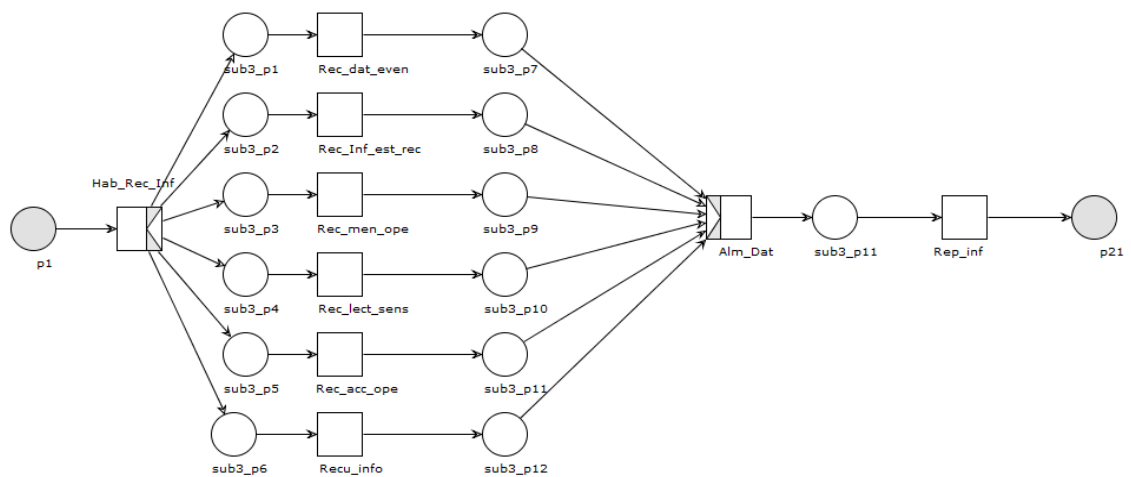 sub3_p1 Rec_dat_even sub3_p7
sub3_p2 Rec_Inf_est_rec sub3_p8
Hab_Rec_Inf
sub3_p3 Rec_men_ope sub3_p9
p1
Alm_Dat sub3_p11 Rep_inf p21
sub3_p4 Rec_lect_sens sub3_p10
sub3_p5 Rec_acc_ope sub3_p11
sub3_p6 Recu_info sub3_p12